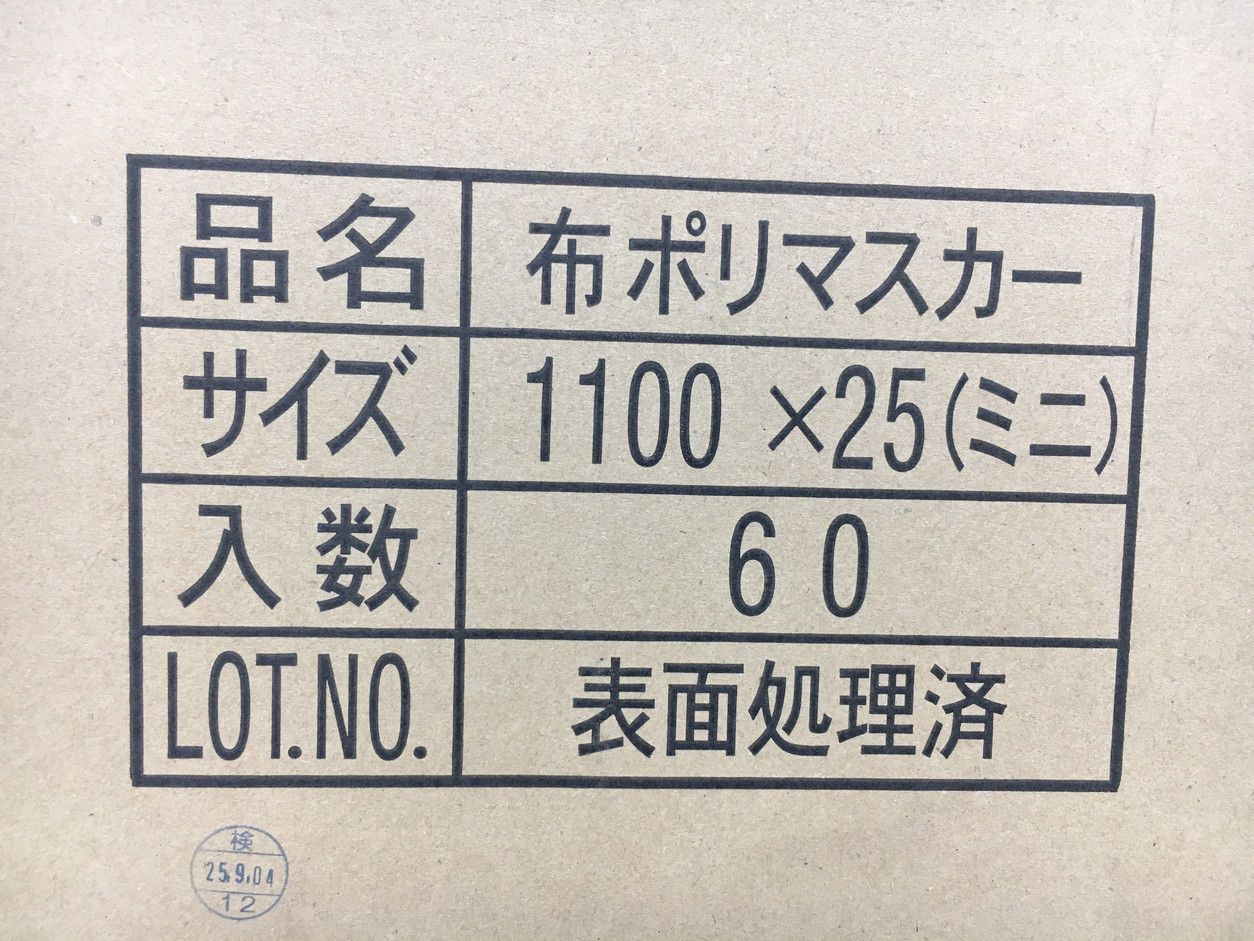 品名 布ポリマスカー
サイズ 1100×25(ミニ)
入数 60
LOT.NO. 表面処理済
検
'25.9.04
12